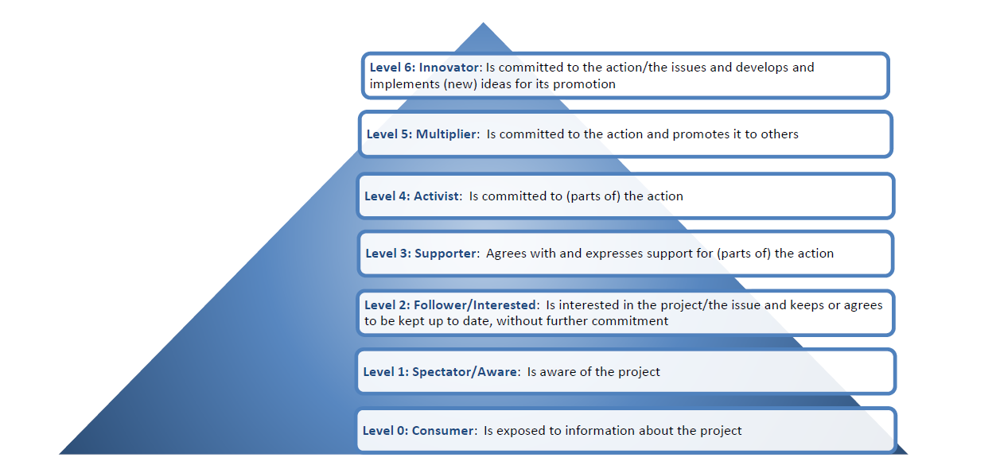 Level 6: Innovator: Is committed to the action/the issues and develops and
implements (new) ideas for its promotion
Level 5: Multiplier:  Is committed to the action and promotes it to others
Level 4: Activist:  Is committed to (parts of) the action
Level 3: Supporter:  Agrees with and expresses support for (parts of) the action
Level 2: Follower/Interested:  Is interested in the project/the issue and keeps or agrees
to be kept up to date, without further commitment
Level 1: Spectator/Aware:  Is aware of the project
Level 0: Consumer:  Is exposed to information about the project